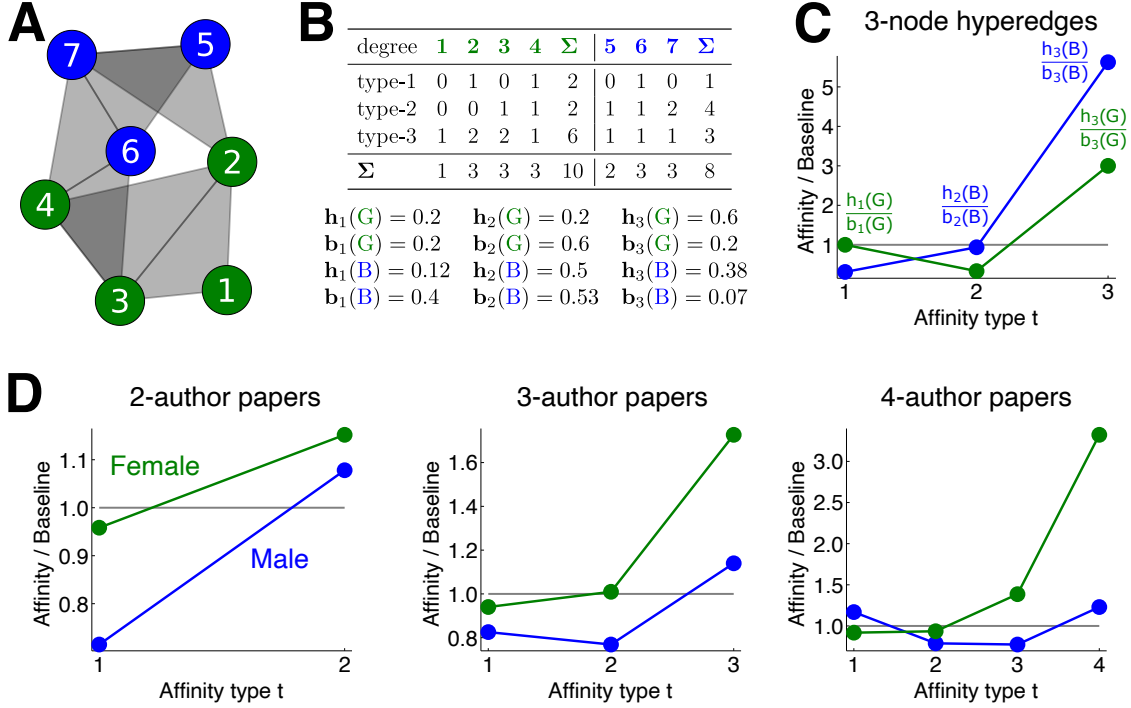 A
7
5
6
2
4
3
1
B
degree 1 2 3 4 Σ 5 6 7 Σ
type-1 0 1 0 1 2 0 1 0 1
type-2 0 0 1 1 2 1 1 2 4
type-3 1 2 2 1 6 1 1 1 3
Σ 1 3 3 3 10 2 3 3 8
h₁(G) = 0.2 h₂(G) = 0.2 h₃(G) = 0.6
b₁(G) = 0.2 b₂(G) = 0.6 b₃(G) = 0.2
h₁(B) = 0.12 h₂(B) = 0.5 h₃(B) = 0.38
b₁(B) = 0.4 b₂(B) = 0.53 b₃(B) = 0.07
C
3-node hyperedges
h₃(B)
b₃(B)
h₃(G)
b₃(G)
h₁(G)
b₁(G)
h₂(B)
b₂(B)
Affinity / Baseline
5
4
3
2
1
1 2 3
Affinity type t
D
2-author papers
Female
Male
Affinity / Baseline
1.1
1.0
0.9
0.8
1 2
Affinity type t
3-author papers
Affinity / Baseline
1.6
1.4
1.2
1.0
0.8
1 2 3
Affinity type t
4-author papers
Affinity / Baseline
3.0
2.5
2.0
1.5
1.0
1 2 3 4
Affinity type t